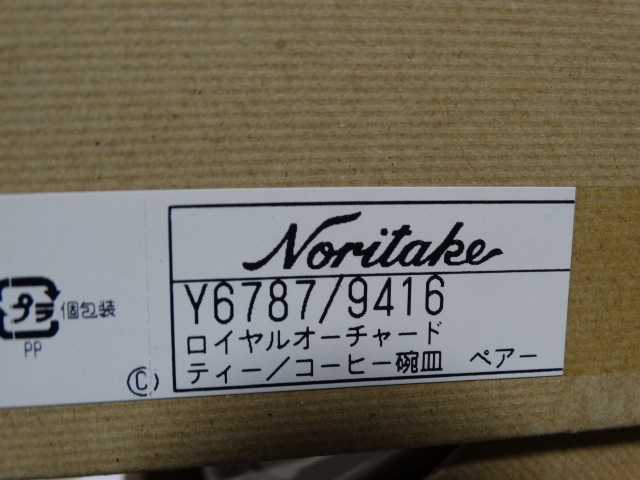 Noritake
Y6787/9416
ロイヤルオーチャード
ティー/コーヒー碗皿 ペアー
プラ 個包装
PP
(C)